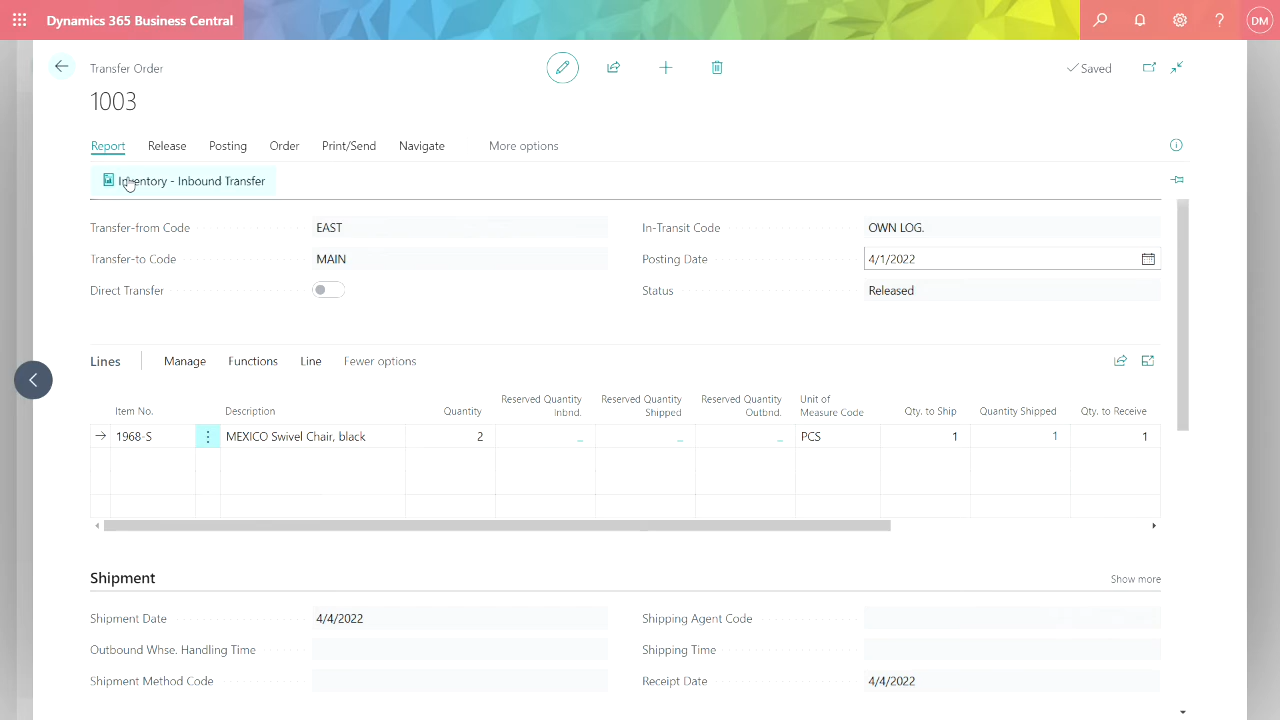 Dynamics 365 Business Central
DM
Transfer Order
Saved
1003
Report Release Posting Order Print/Send Navigate More options
Inventory - Inbound Transfer
Transfer-from Code EAST In-Transit Code OWN LOG.
Transfer-to Code MAIN Posting Date 4/1/2022
Direct Transfer Status Released
Lines Manage Functions Line Fewer options
Item No. Description Quantity Reserved Quantity Inbnd. Reserved Quantity Shipped Reserved Quantity Outbnd. Unit of Measure Code Qty. to Ship Quantity Shipped Qty. to Receive
1968-S MEXICO Swivel Chair, black 2 _ _ _ PCS 1 1 1
Shipment Show more
Shipment Date 4/4/2022 Shipping Agent Code
Outbound Whse. Handling Time Shipping Time
Shipment Method Code Receipt Date 4/4/2022